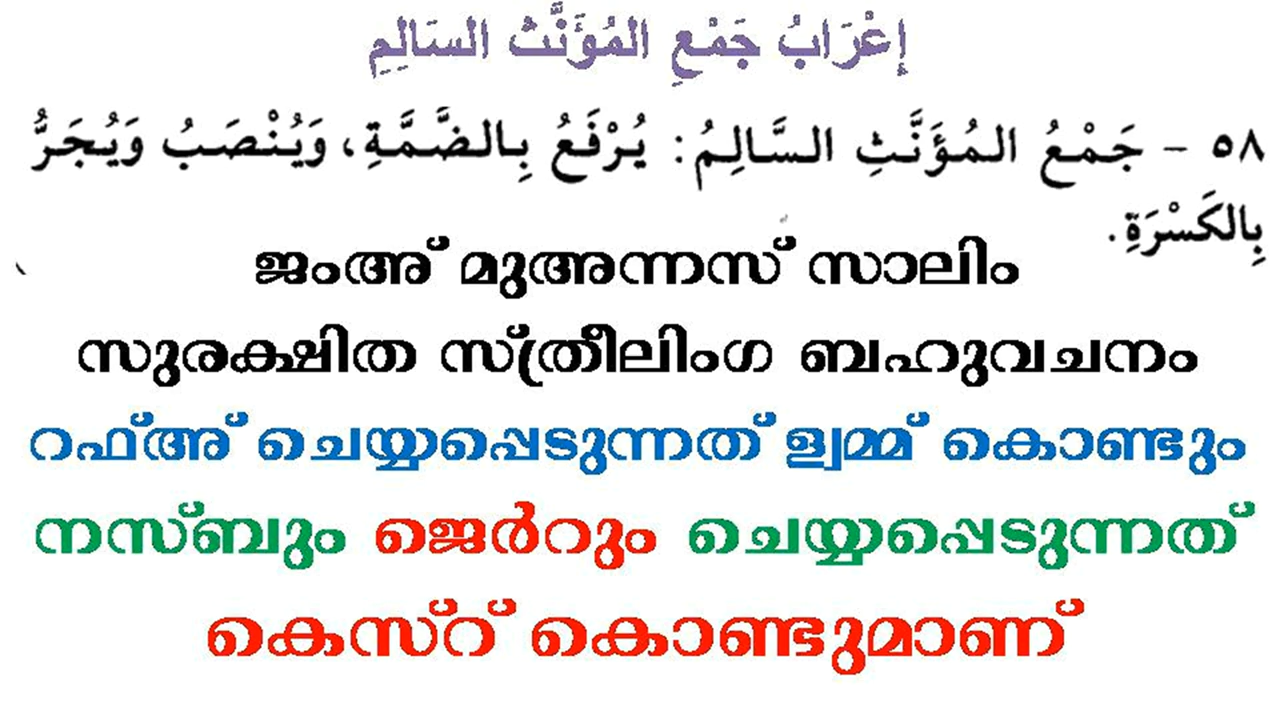 إِعْرَابُ جَمْعِ المُؤَنَّثِ السَالِمِ
٥٨ - جَمْعُ المُؤَنَّثِ السَّالِمُ: يُرْفَعُ بِالضَّمَّةِ، وَيُنْصَبُ وَيُجَرُّ
بِالكَسْرَةِ.
ജംഅ് മുഅന്നസ് സാലിം
സുരക്ഷിത സ്ത്രീലിംഗ ബഹുവചനം
റഫ്അ് ചെയ്യപ്പെടുന്നത് ള്വമ്മ് കൊണ്ടും
നസ്ബും ജെർറും ചെയ്യപ്പെടുന്നത്
കെസ്റ് കൊണ്ടുമാണ്